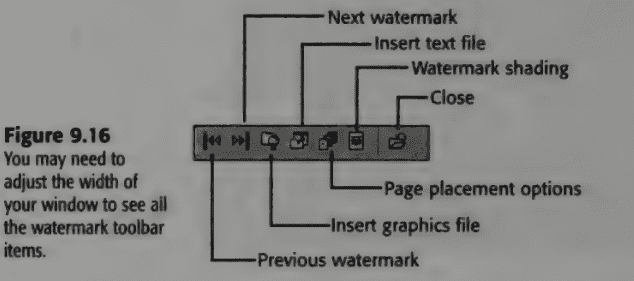 Next watermark
Insert text file
Watermark shading
Close
Figure 9.16
You may need to
adjust the width of
your window to see all
the watermark toolbar
items.
Page placement options
Insert graphics file
Previous watermark